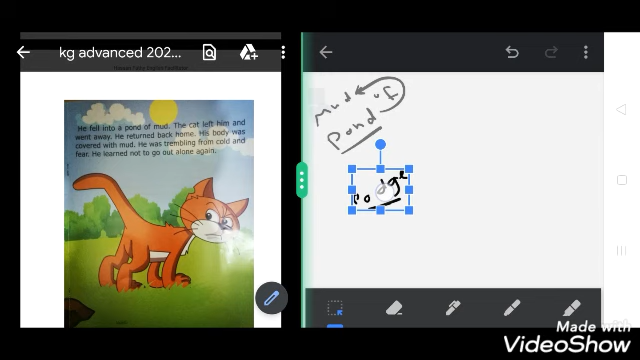 kg advanced 202...
He fell into a pond of mud. The cat left him and
went away. He returned back home. His body was
covered with mud. He was trembling from cold and
fear. He learned not to go out alone again.
mud of
pond
Podge
Made with
VideoShow